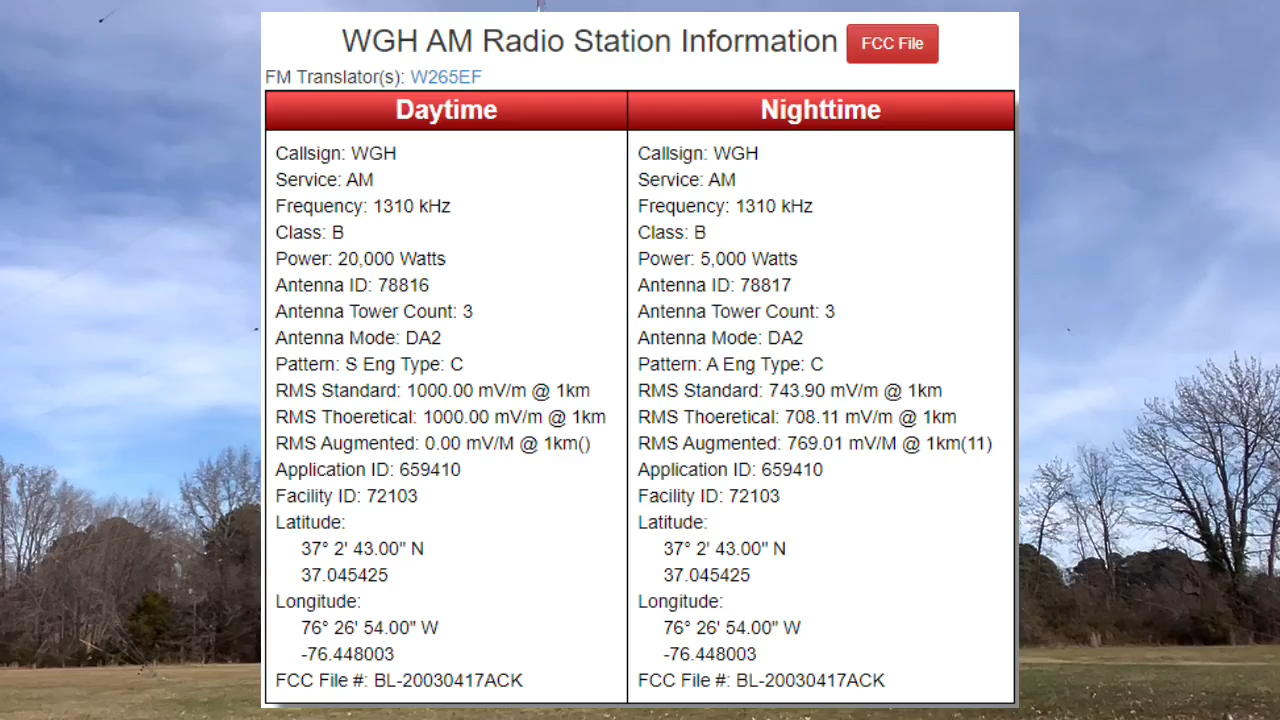 WGH AM Radio Station Information FCC File
FM Translator(s): W265EF
Daytime
Callsign: WGH
Service: AM
Frequency: 1310 kHz
Class: B
Power: 20,000 Watts
Antenna ID: 78816
Antenna Tower Count: 3
Antenna Mode: DA2
Pattern: S Eng Type: C
RMS Standard: 1000.00 mV/m @ 1km
RMS Thoeretical: 1000.00 mV/m @ 1km
RMS Augmented: 0.00 mV/M @ 1km()
Application ID: 659410
Facility ID: 72103
Latitude:
37° 2' 43.00" N
37.045425
Longitude:
76° 26' 54.00" W
-76.448003
FCC File #: BL-20030417ACK
Nighttime
Callsign: WGH
Service: AM
Frequency: 1310 kHz
Class: B
Power: 5,000 Watts
Antenna ID: 78817
Antenna Tower Count: 3
Antenna Mode: DA2
Pattern: A Eng Type: C
RMS Standard: 743.90 mV/m @ 1km
RMS Thoeretical: 708.11 mV/m @ 1km
RMS Augmented: 769.01 mV/M @ 1km(11)
Application ID: 659410
Facility ID: 72103
Latitude:
37° 2' 43.00" N
37.045425
Longitude:
76° 26' 54.00" W
-76.448003
FCC File #: BL-20030417ACK